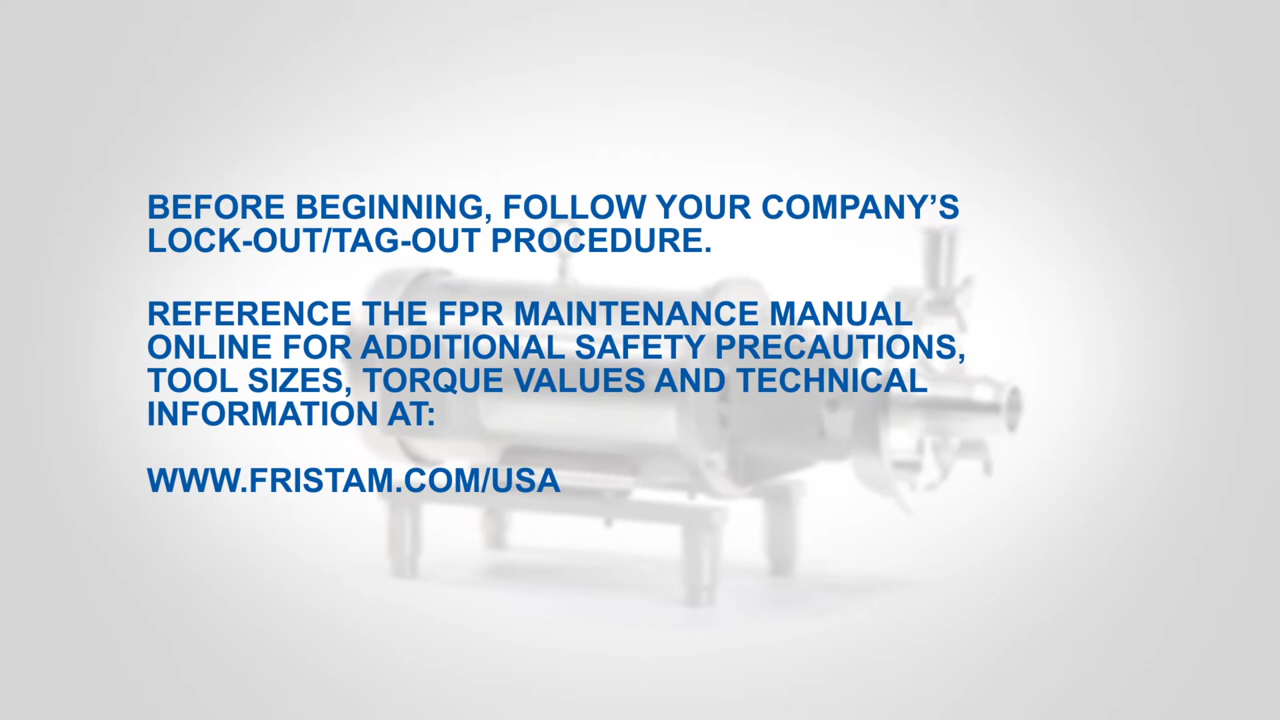 BEFORE BEGINNING, FOLLOW YOUR COMPANY’S
LOCK-OUT/TAG-OUT PROCEDURE.
REFERENCE THE FPR MAINTENANCE MANUAL
ONLINE FOR ADDITIONAL SAFETY PRECAUTIONS,
TOOL SIZES, TORQUE VALUES AND TECHNICAL
INFORMATION AT:
WWW.FRISTAM.COM/USA